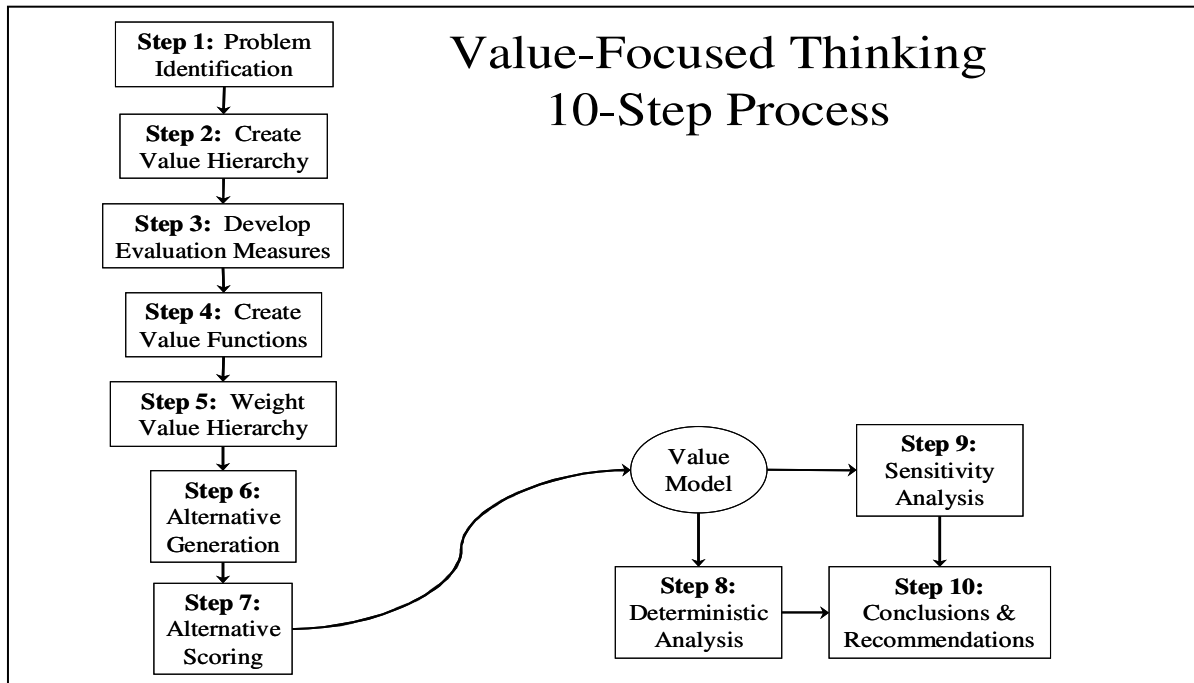 Value-Focused Thinking
10-Step Process
Step 1: Problem
Identification
Step 2: Create
Value Hierarchy
Step 3: Develop
Evaluation Measures
Step 4: Create
Value Functions
Step 5: Weight
Value Hierarchy
Step 6:
Alternative
Generation
Step 7:
Alternative
Scoring
Value
Model
Step 8:
Deterministic
Analysis
Step 9:
Sensitivity
Analysis
Step 10:
Conclusions &
Recommendations